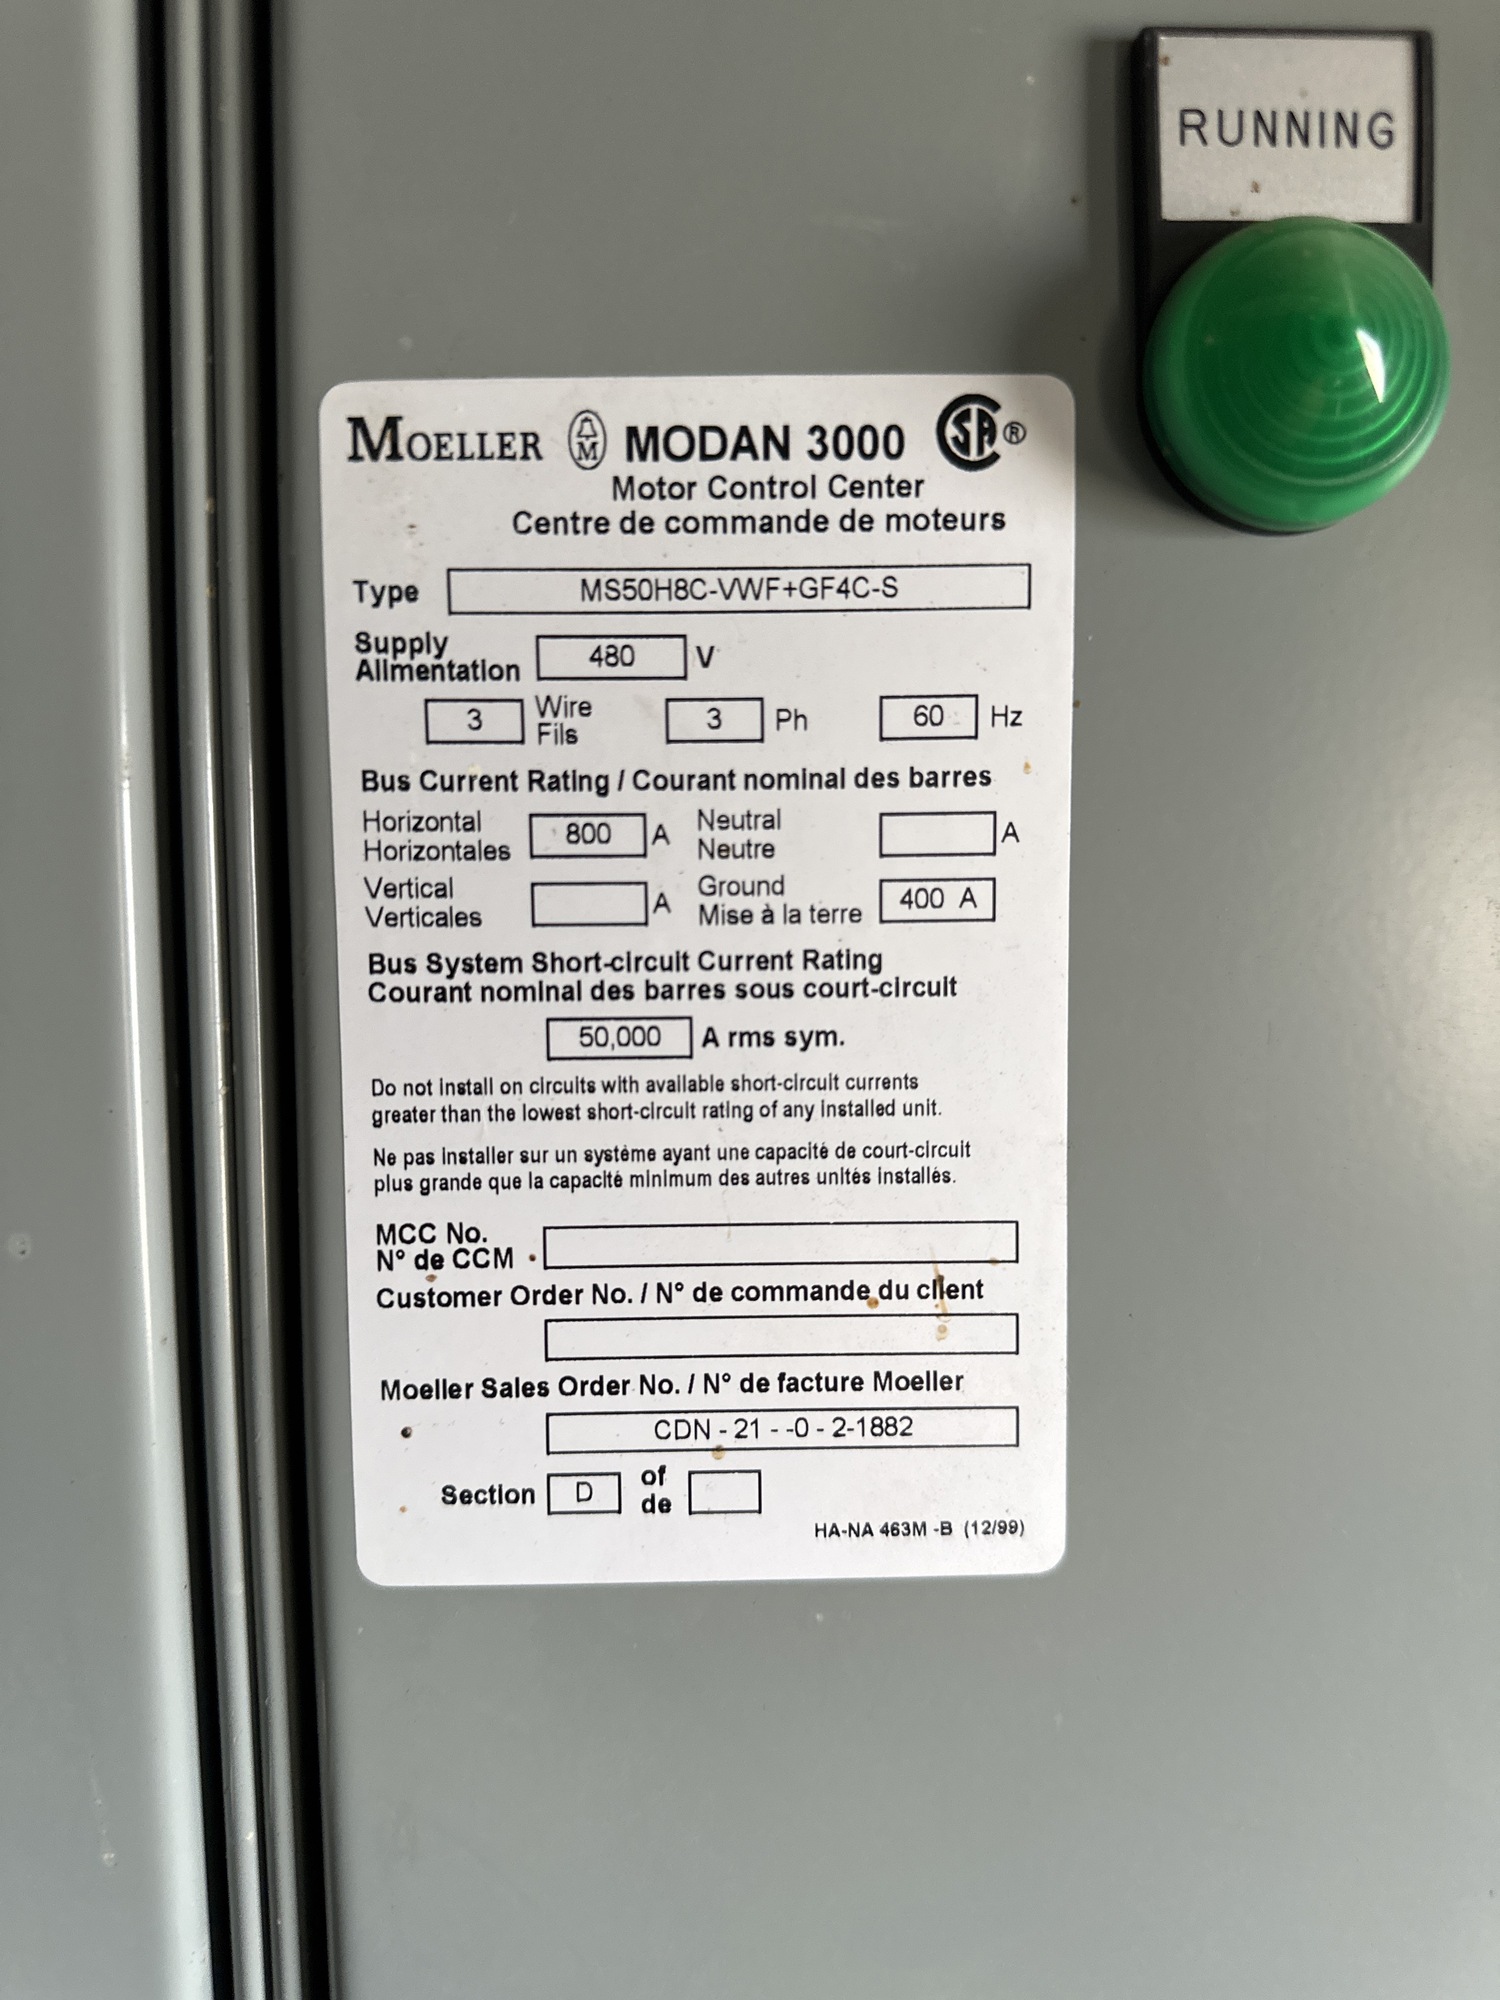 RUNNING
MOELLER MODAN 3000 CSA®
Motor Control Center
Centre de commande de moteurs
Type MS50H8C-VWF+GF4C-S
Supply
Alimentation 480 V
3 Wire
Fils 3 Ph 60 Hz
Bus Current Rating / Courant nominal des barres
Horizontal
Horizontales 800 A Neutral
Neutre A
Vertical
Verticales A Ground
Mise à la terre 400 A
Bus System Short-circuit Current Rating
Courant nominal des barres sous court-circuit
50,000 A rms sym.
Do not install on circuits with available short-circuit currents
greater than the lowest short-circuit rating of any installed unit.
Ne pas installer sur un système ayant une capacité de court-circuit
plus grande que la capacité minimum des autres unités installés.
MCC No.
N° de CCM
Customer Order No. / N° de commande du client
Moeller Sales Order No. / N° de facture Moeller
CDN - 21 - -0 - 2-1882
Section D of
de
HA-NA 463M -B (12/99)